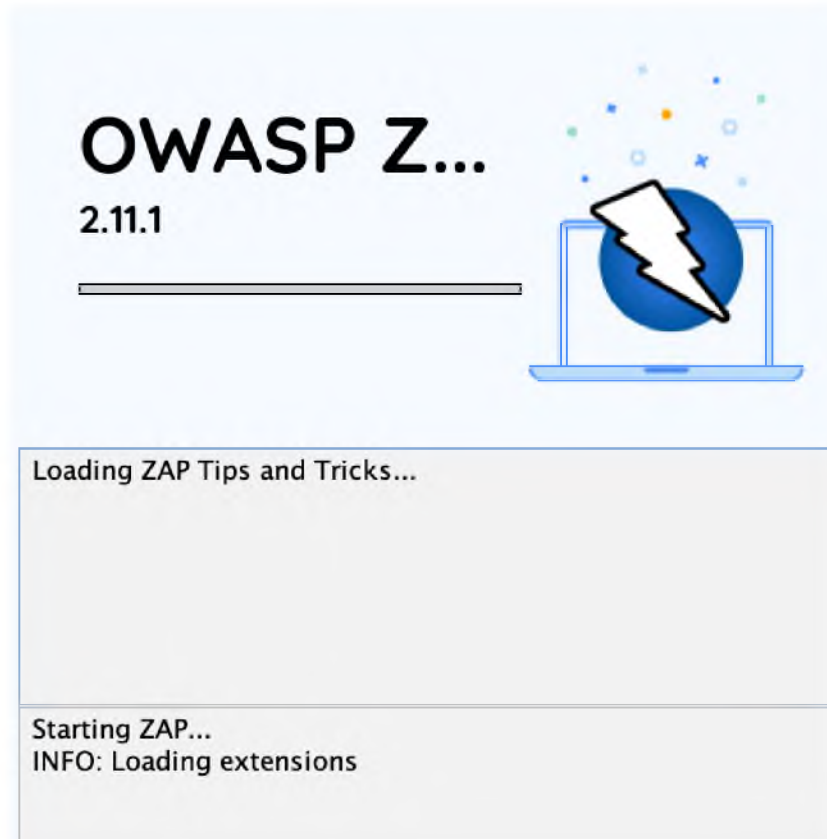 OWASP Z...
2.11.1
Loading ZAP Tips and Tricks...
Starting ZAP...
INFO: Loading extensions